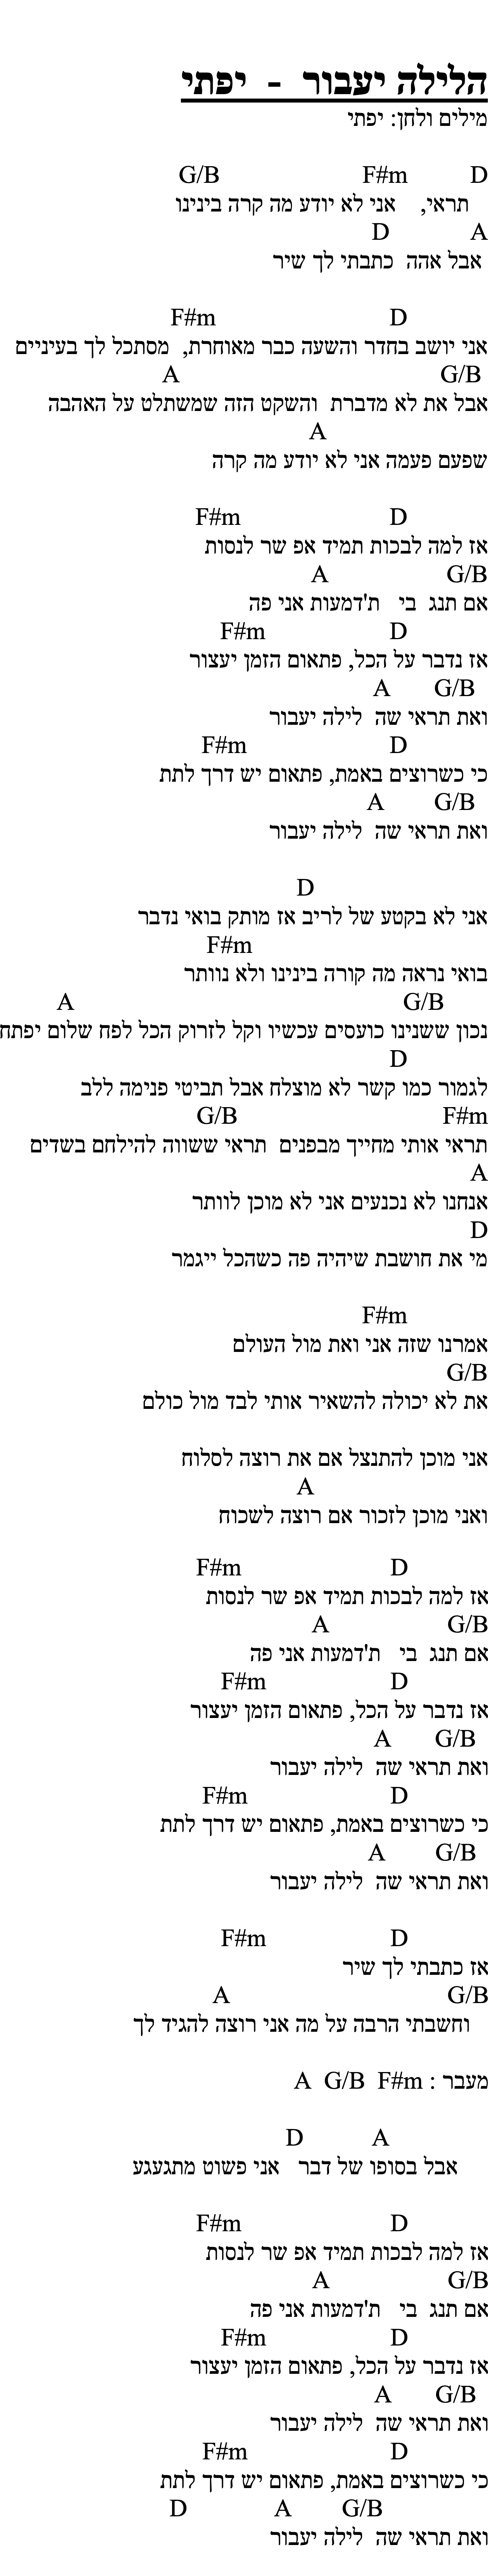 הלילה יעבור - יפתי
מילים ולחן: יפתי
D F#m G/B
תראי, אני לא יודע מה קרה בינינו
A D
אבל אהה כתבתי לך שיר
D F#m
אני יושב בחדר והשעה כבר מאוחרת, מסתכל לך בעיניים
G/B A
אבל את לא מדברת והשקט הזה שמשתלט על האהבה
A
שפעם פעמה אני לא יודע מה קרה
D F#m
אז למה לבכות תמיד אפ שר לנסות
G/B A
אם תנג בי ת'דמעות אני פה
D F#m
אז נדבר על הכל, פתאום הזמן יעצור
G/B A
ואת תראי שה לילה יעבור
D F#m
כי כשרוצים באמת, פתאום יש דרך לתת
G/B A
ואת תראי שה לילה יעבור
D
אני לא בקטע של לריב אז מותק בואי נדבר
F#m
בואי נראה מה קורה בינינו ולא נוותר
G/B A
נכון ששנינו כועסים עכשיו וקל לזרוק הכל לפח שלום יפתח
D
לגמור כמו קשר לא מוצלח אבל תביטי פנימה ללב
F#m G/B
תראי אותי מחייך מבפנים תראי ששווה להילחם בשדים
A
אנחנו לא נכנעים אני לא מוכן לוותר
D
מי את חושבת שיהיה פה כשהכל ייגמר
F#m
אמרנו שזה אני ואת מול העולם
G/B
את לא יכולה להשאיר אותי לבד מול כולם
אני מוכן להתנצל אם את רוצה לסלוח
A
ואני מוכן לזכור אם רוצה לשכוח
D F#m
אז למה לבכות תמיד אפ שר לנסות
G/B A
אם תנג בי ת'דמעות אני פה
D F#m
אז נדבר על הכל, פתאום הזמן יעצור
G/B A
ואת תראי שה לילה יעבור
D F#m
כי כשרוצים באמת, פתאום יש דרך לתת
G/B A
ואת תראי שה לילה יעבור
D F#m
אז כתבתי לך שיר
G/B A
וחשבתי הרבה על מה אני רוצה להגיד לך
מעבר : F#m G/B A
A D
אבל בסופו של דבר אני פשוט מתגעגע
D F#m
אז למה לבכות תמיד אפ שר לנסות
G/B A
אם תנג בי ת'דמעות אני פה
D F#m
אז נדבר על הכל, פתאום הזמן יעצור
G/B A
ואת תראי שה לילה יעבור
D F#m
כי כשרוצים באמת, פתאום יש דרך לתת
G/B A D
ואת תראי שה לילה יעבור